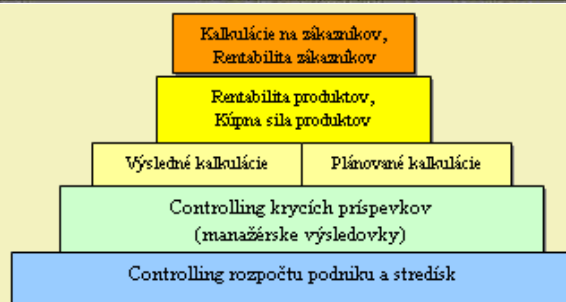 Kalkulácie na zákazníkov,
Rentabilita zákazníkov
Rentabilita produktov,
Kúpna sila produktov
Výsledné kalkulácie
Plánované kalkulácie
Controlling krycích príspevkov
(manažérske výsledovky)
Controlling rozpočtu podniku a stredísk